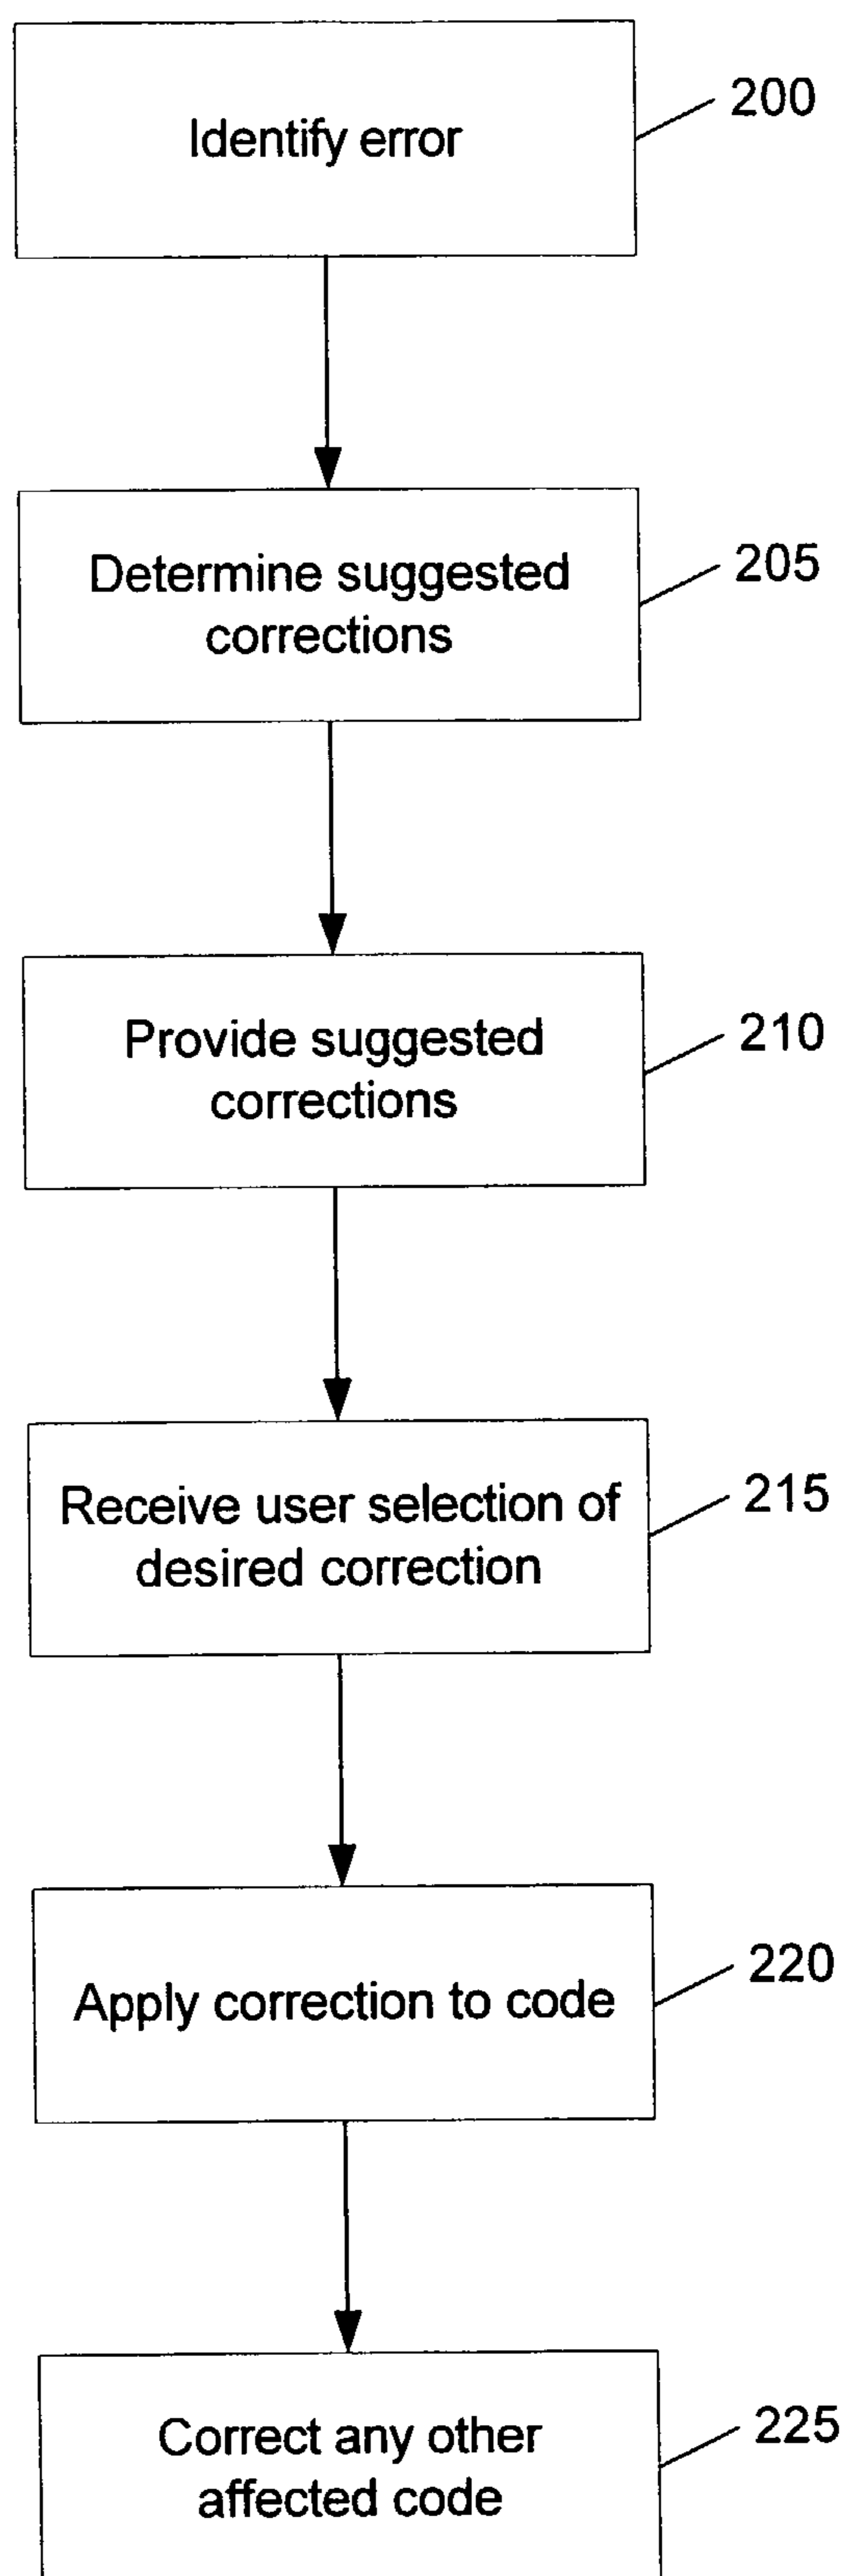 Identify error
200
Determine suggested
corrections
205
Provide suggested
corrections
210
Receive user selection of
desired correction
215
Apply correction to code
220
Correct any other
affected code
225